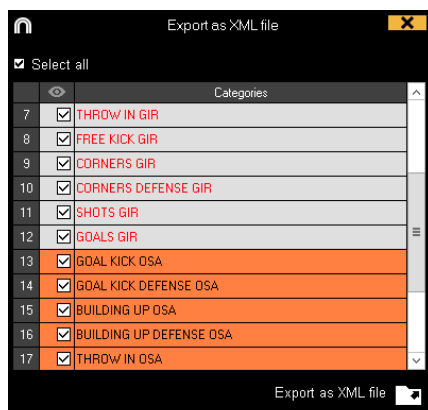 Export as XML file
Select all
Categories
7 THROW IN GIR
8 FREE KICK GIR
9 CORNERS GIR
10 CORNERS DEFENSE GIR
11 SHOTS GIR
12 GOALS GIR
13 GOAL KICK OSA
14 GOAL KICK DEFENSE OSA
15 BUILDING UP OSA
16 BUILDING UP DEFENSE OSA
17 THROW IN OSA
Export as XML file